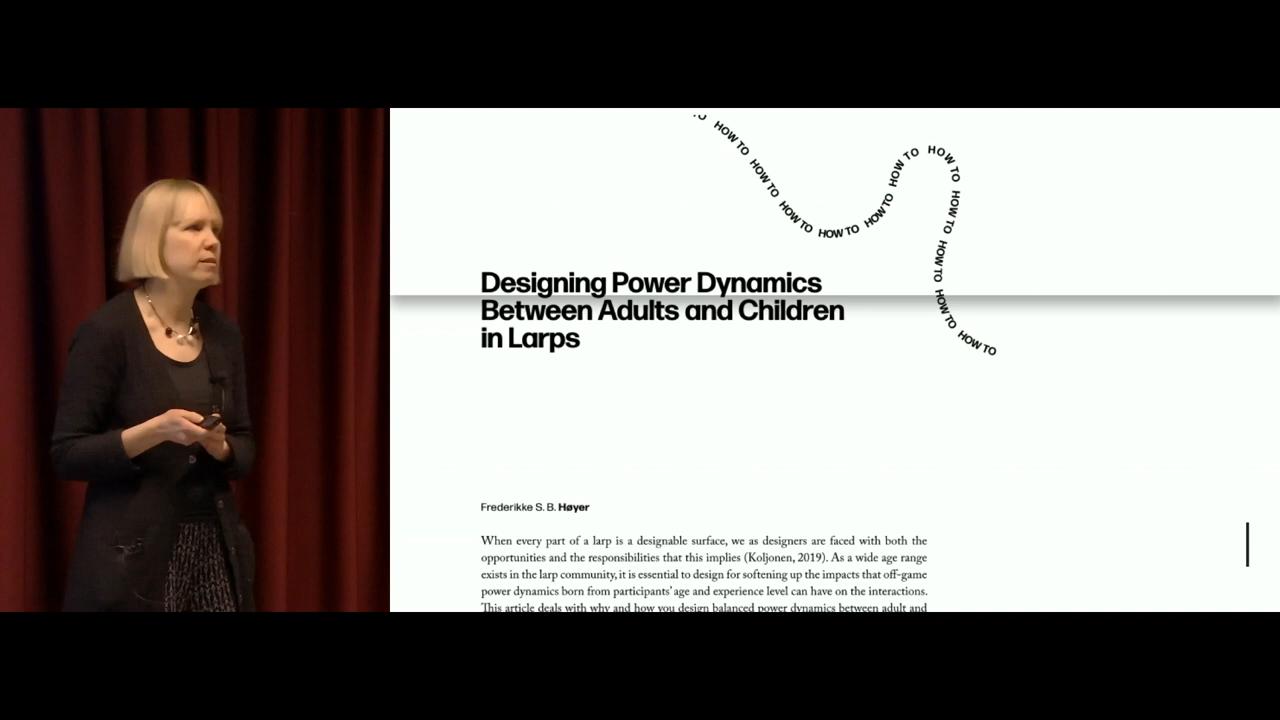 HOW TO HOW TO HOW TO HOW TO HOW TO HOW TO HOW TO HOW TO HOW TO HOW TO HOW TO
Designing Power Dynamics
Between Adults and Children
in Larps
Frederikke S. B. Høyer
When every part of a larp is a designable surface, we as designers are faced with both the
opportunities and the responsibilities that this implies (Koljonen, 2019). As a wide age range
exists in the larp community, it is essential to design for softening up the impacts that off-game
power dynamics born from participants' age and experience level can have on the interactions.
This article deals with why and how you design balanced power dynamics between adult and